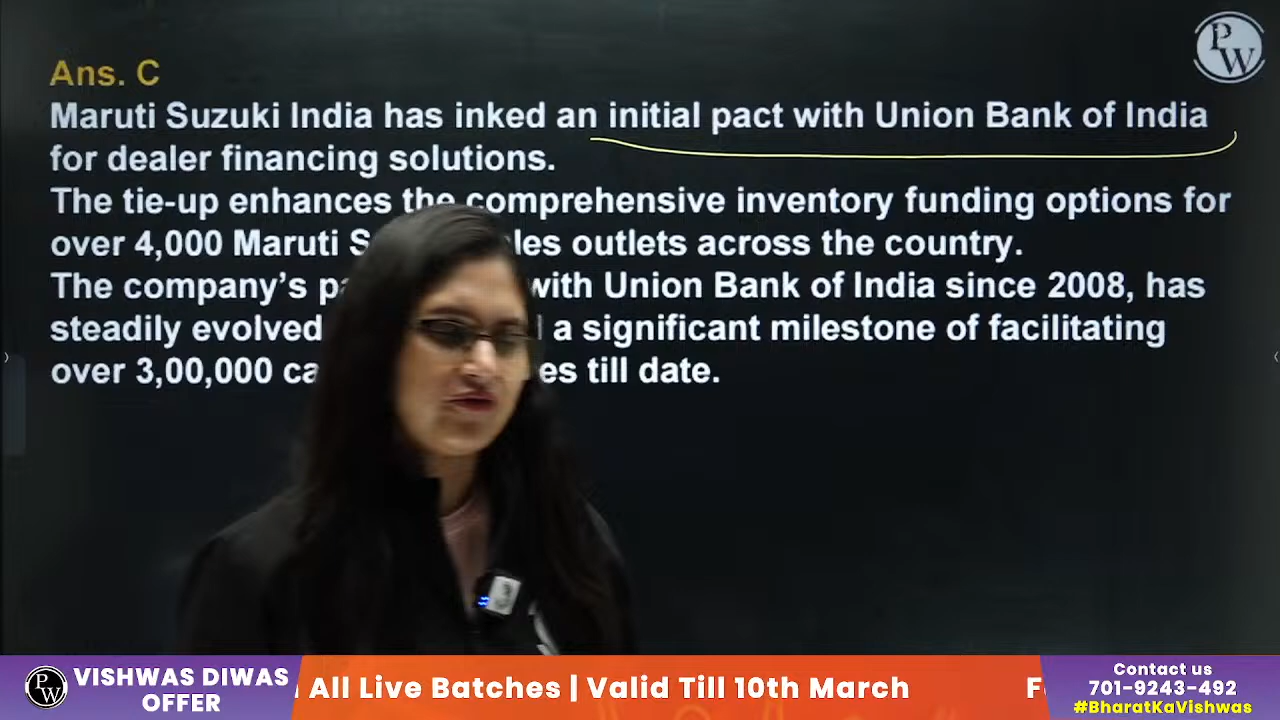 PW
Ans. C
Maruti Suzuki India has inked an initial pact with Union Bank of India
for dealer financing solutions.
The tie-up enhances the comprehensive inventory funding options for
over 4,000 Maruti outlets across the country.
The company's with Union Bank of India since 2008, has
steadily evolved a significant milestone of facilitating
over 3,00,000 till date.
PW
VISHWAS DIWAS
OFFER
All Live Batches | Valid Till 10th March
Contact us
701-9243-492
#BharatKaVishwas